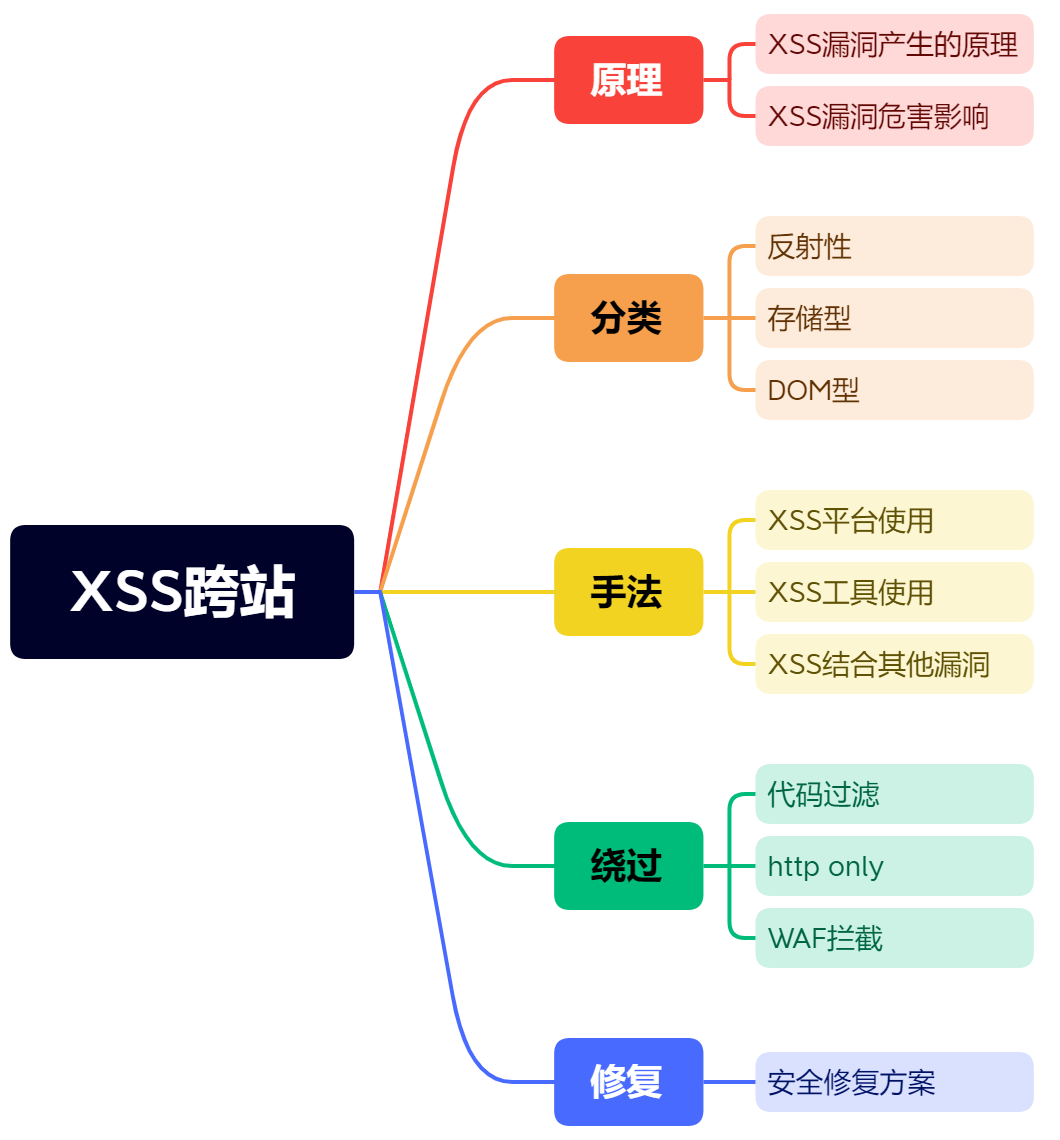 XSS跨站
原理
XSS漏洞产生的原理
XSS漏洞危害影响
分类
反射性
存储型
DOM型
手法
XSS平台使用
XSS工具使用
XSS结合其他漏洞
绕过
代码过滤
http only
WAF拦截
修复
安全修复方案